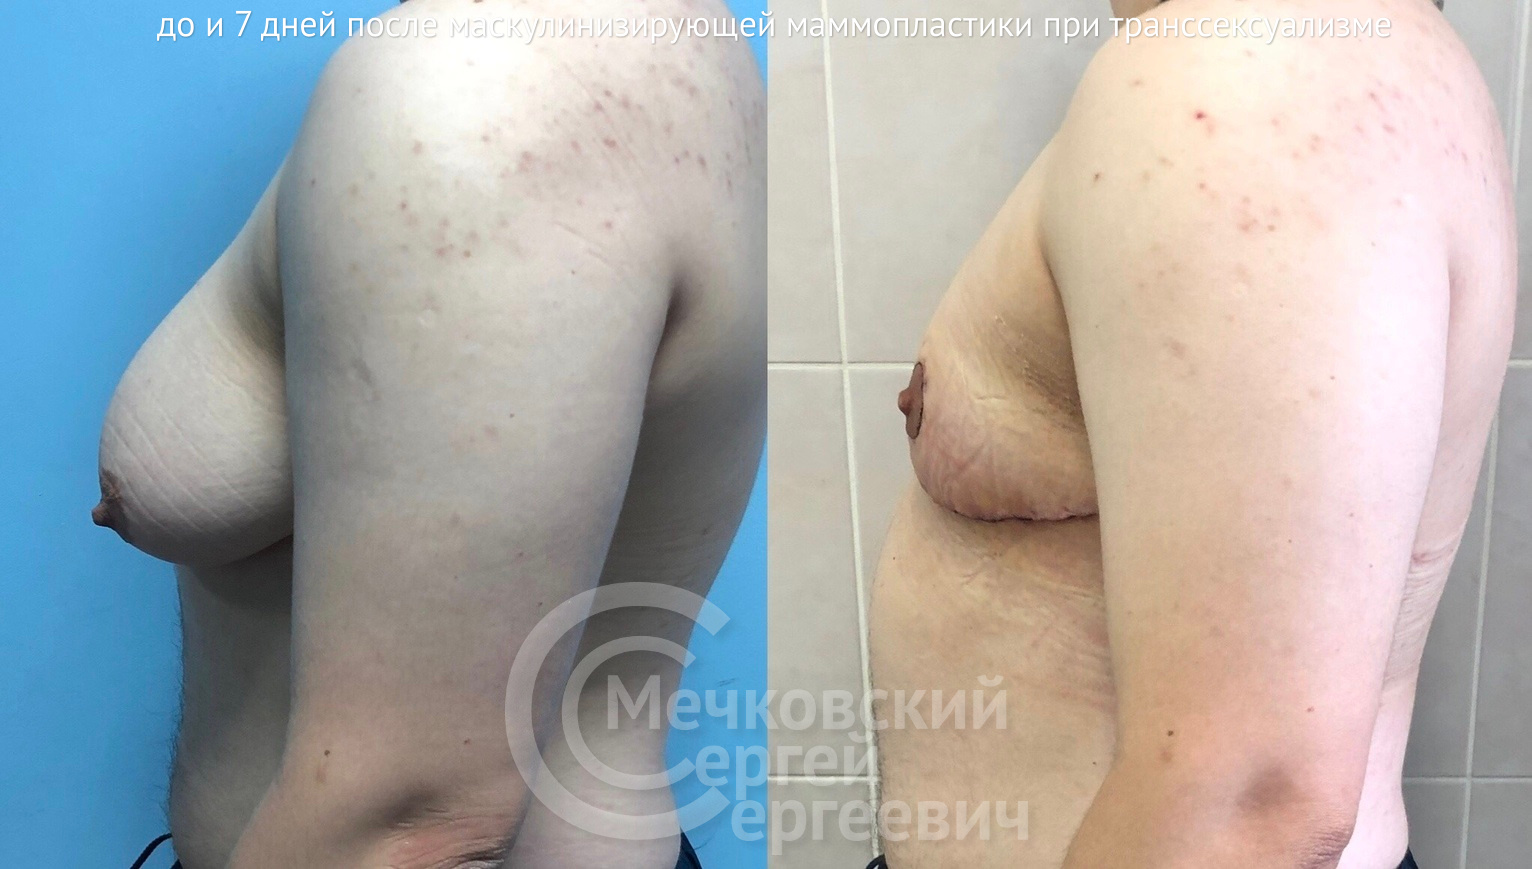 до и 7 дней после маскулинизирующей маммопластики при транссексуализме
Мечковский
Сергей
Сергеевич